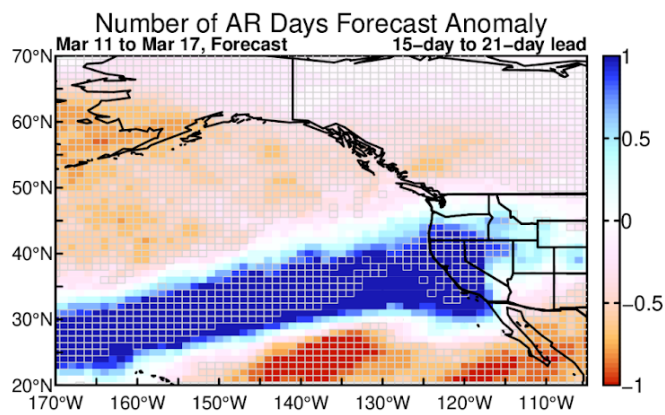 Number of AR Days Forecast Anomaly
Mar 11 to Mar 17, Forecast 15-day to 21-day lead
70°N
60°N
50°N
40°N
30°N
20°N
170°W 160°W 150°W 140°W 130°W 120°W 110°W
1
0.5
0
-0.5
-1